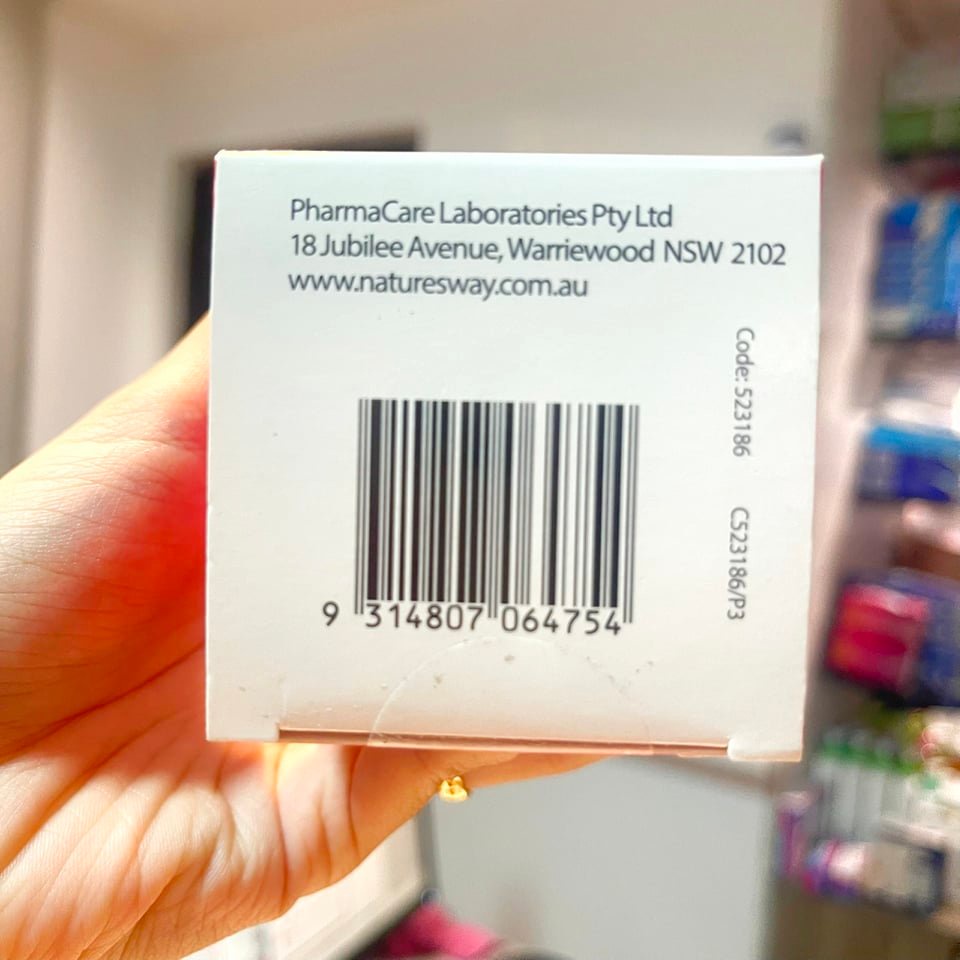 PharmaCare Laboratories Pty Ltd
18 Jubilee Avenue, Warriewood NSW 2102
www.naturesway.com.au
Code: 523186 C523186/P3
9 314807 064754